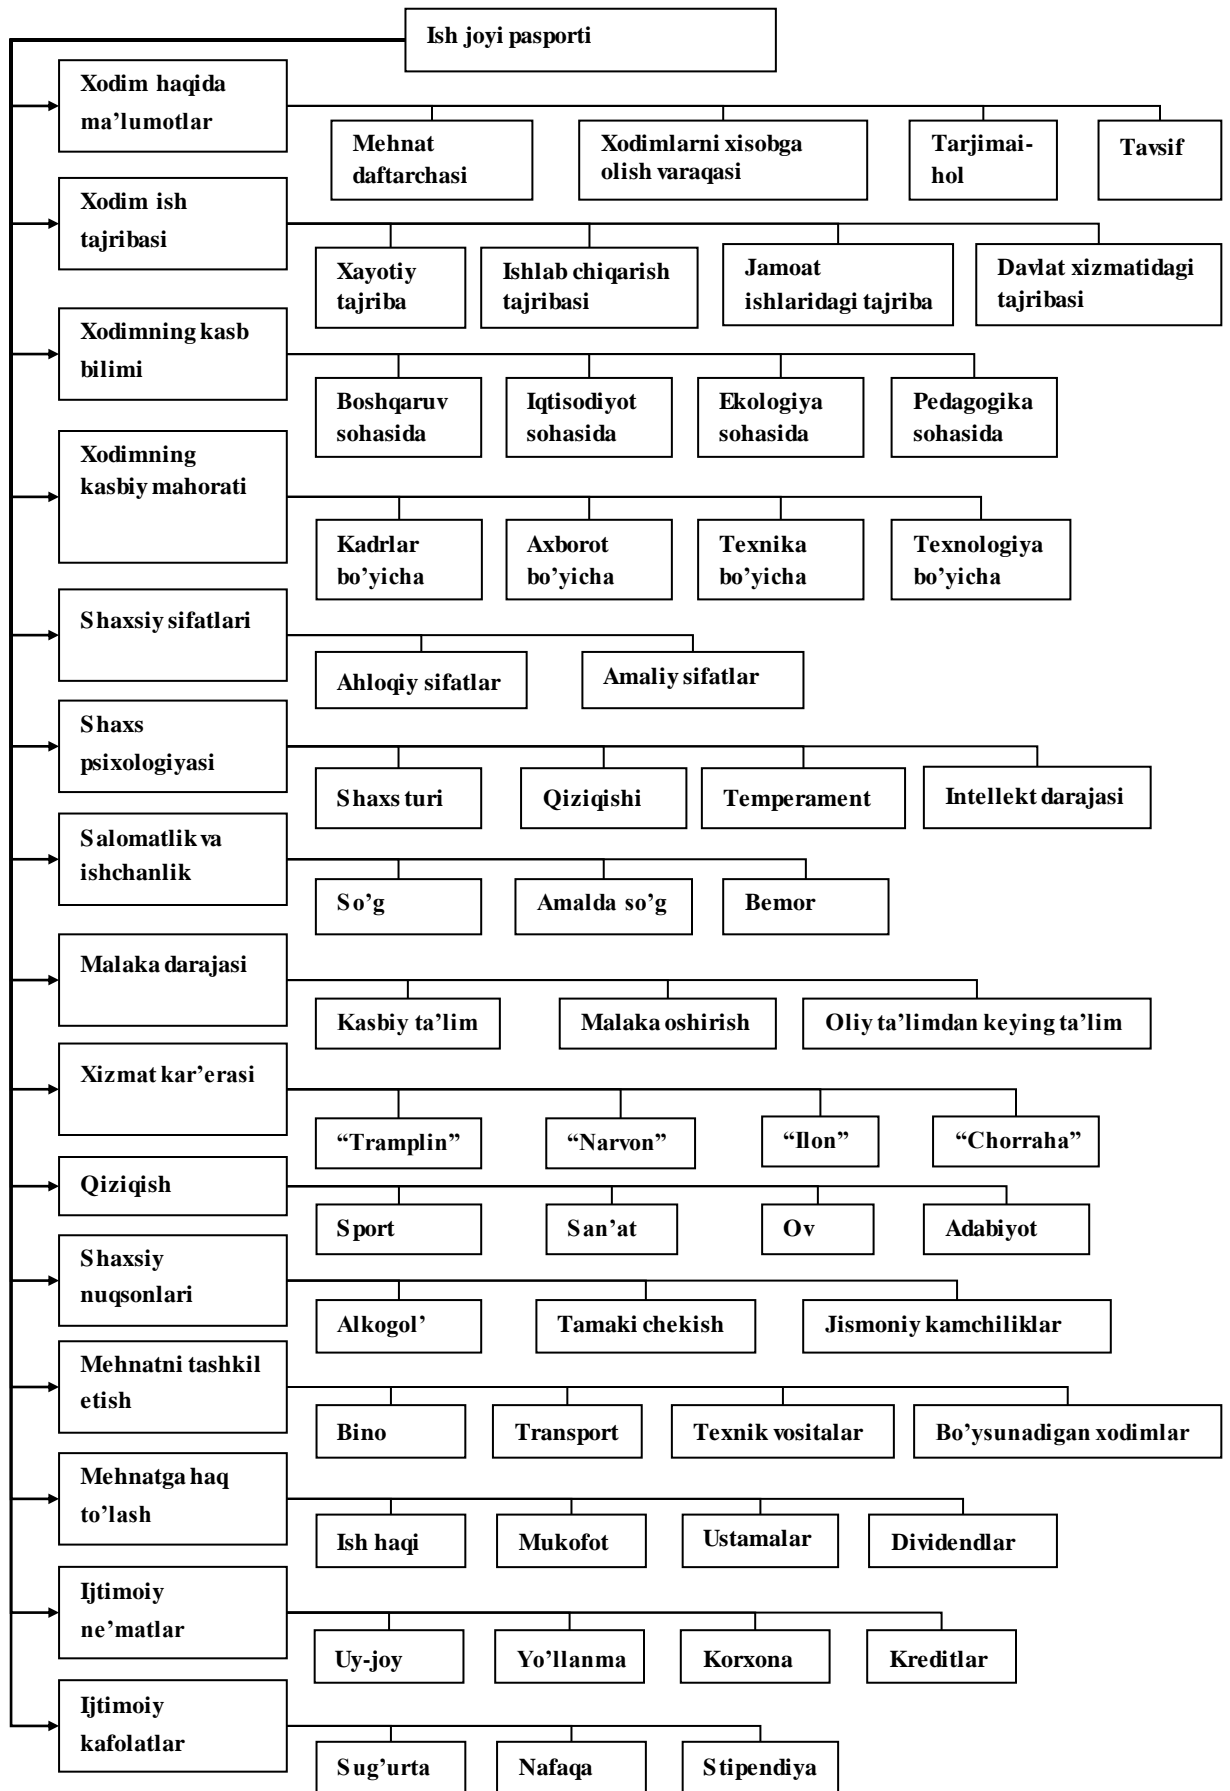 Ish joyi pasporti
Xodim haqida
ma’lumotlar
Mehnat
daftarchasi
Xodimlarni xisobga
olish varaqasi
Tarjimai-
hol
Tavsif
Xodim ish
tajribasi
Xayotiy
tajriba
Ishlab chiqarish
tajribasi
Jamoat
ishlaridagi tajriba
Davlat xizmatidagi
tajribasi
Xodimning kasb
bilimi
Boshqaruv
sohasida
Iqtisodiyot
sohasida
Ekologiya
sohasida
Pedagogika
sohasida
Xodimning
kasbiy mahorati
Kadrlar
bo’yicha
Axborot
bo’yicha
Texnika
bo’yicha
Texnologiya
bo’yicha
Shaxsiy sifatlari
Ahloqiy sifatlar
Amaliy sifatlar
Shaxs
psixologiyasi
Shaxs turi
Qiziqishi
Temperament
Intellekt darajasi
Salomatlik va
ishchanlik
So’g
Amalda so’g
Bemor
Malaka darajasi
Kasbiy ta’lim
Malaka oshirish
Oliy ta’limdan keying ta’lim
Xizmat kar’erasi
“Tramplin”
“Narvon”
“Ilon”
“Chorraha”
Qiziqish
Sport
San’at
Ov
Adabiyot
Shaxsiy
nuqsonlari
Alkogol’
Tamaki chekish
Jismoniy kamchiliklar
Mehnatni tashkil
etish
Bino
Transport
Texnik vositalar
Bo’ysunadigan xodimlar
Mehnatga haq
to’lash
Ish haqi
Mukofot
Ustamalar
Dividendlar
Ijtimoiy
ne’matlar
Uy-joy
Yo’llanma
Korxona
Kreditlar
Ijtimoiy
kafolatlar
Sug’urta
Nafaqa
Stipendiya